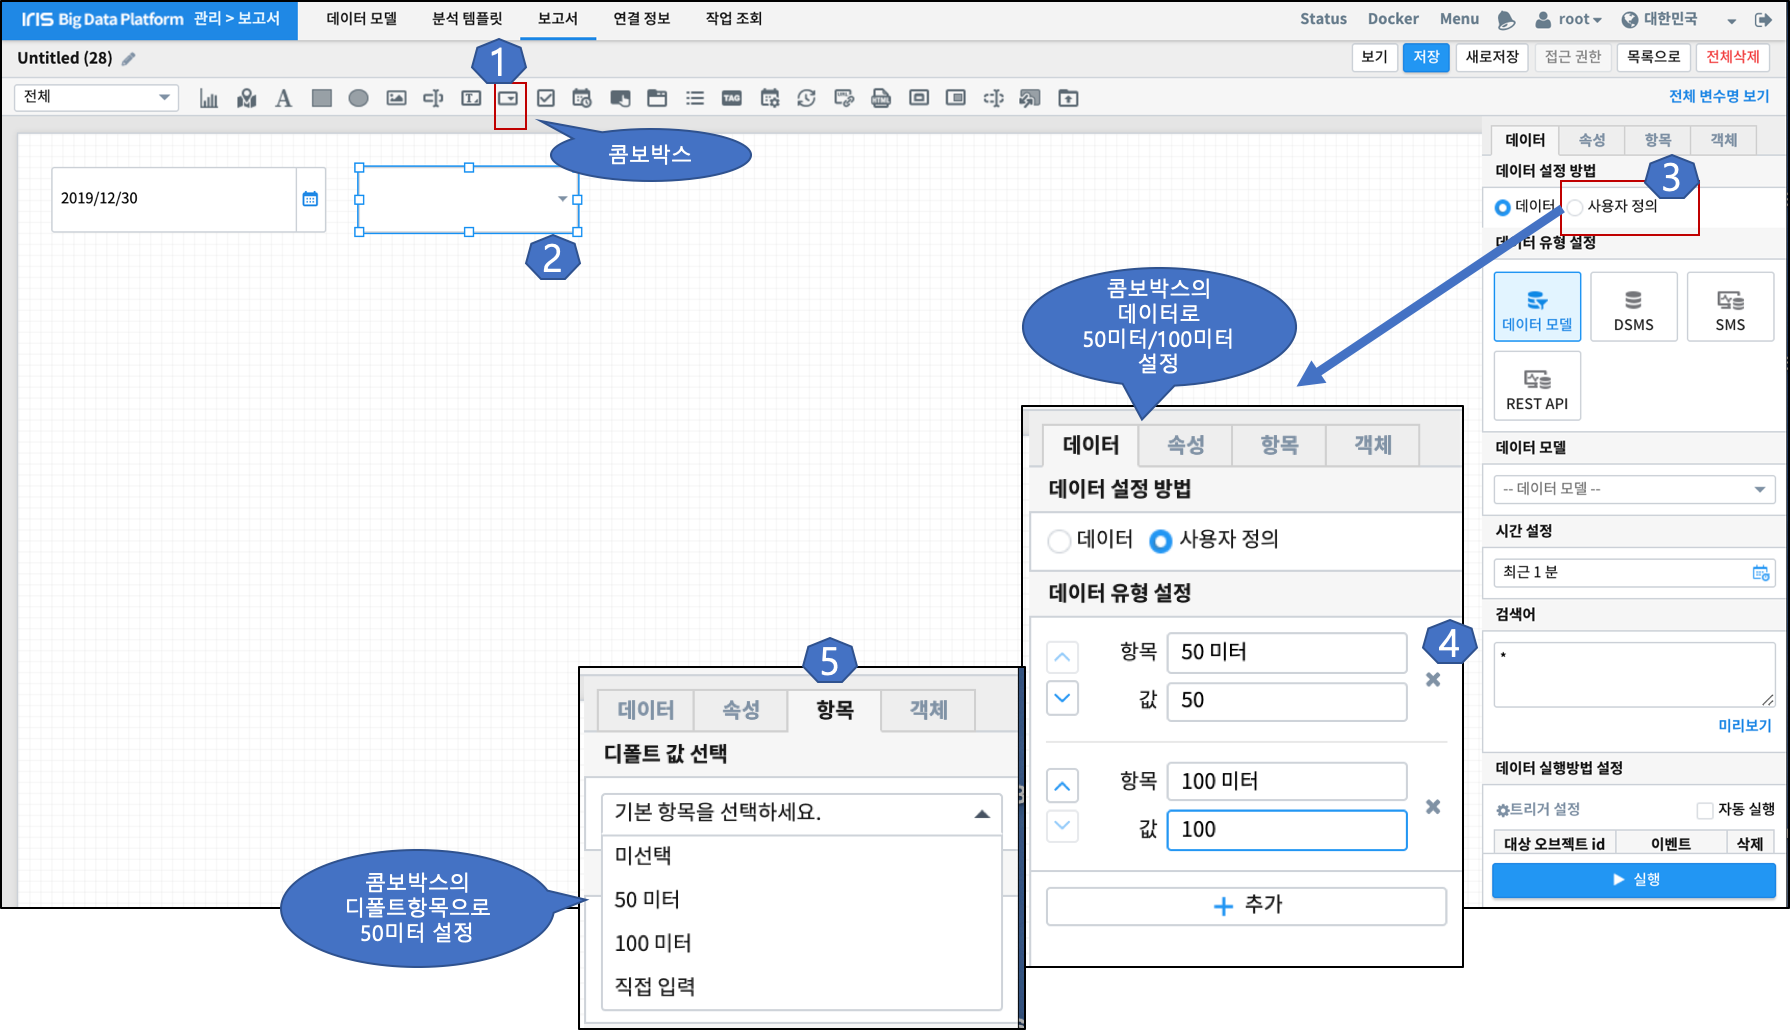 IRIS Big Data Platform 관리 > 보고서 데이터 모델 분석 템플릿 보고서 연결 정보 작업 조회 Status Docker Menu root 대한민국
Untitled (28) 보기 저장 새로저장 접근 권한 목록으로 전체삭제
1
전체 A T TAG HTML 전체 변수명 보기
콤보박스
2019/12/30
2
데이터 속성 항목 객체
데이터 설정 방법
3
데이터 사용자 정의
데이터 유형 설정
데이터 모델 DSMS SMS
REST API
데이터 모델
-- 데이터 모델 --
시간 설정
최근 1 분
검색어
*
미리보기
데이터 실행방법 설정
트리거 설정 자동 실행
대상 오브젝트 id 이벤트 삭제
실행
콤보박스의
데이터로
50미터/100미터
설정
데이터 속성 항목 객체
데이터 설정 방법
데이터 사용자 정의
데이터 유형 설정
4
항목 50 미터
값 50
항목 100 미터
값 100
추가
5
데이터 속성 항목 객체
디폴트 값 선택
기본 항목을 선택하세요.
미선택
50 미터
100 미터
직접 입력
콤보박스의
디폴트항목으로
50미터 설정